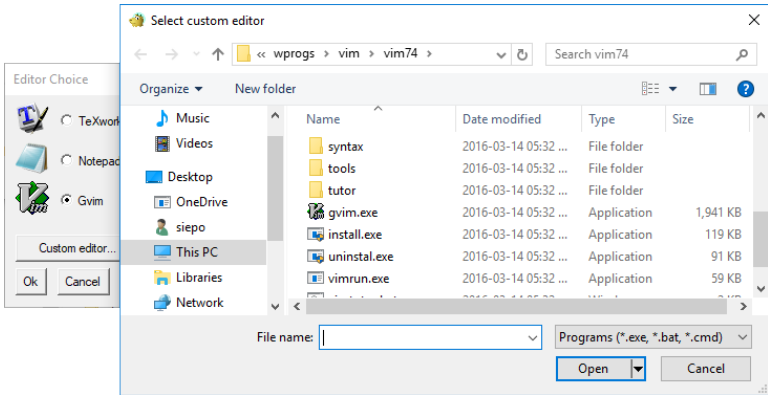 Select custom editor
« wprogs > vim > vim74 >
Search vim74
Organize
New folder
Editor Choice
TeXwork
Notepad
Gvim
Custom editor...
Ok
Cancel
Music
Videos
Desktop
OneDrive
siepo
This PC
Libraries
Network
Name Date modified Type Size
syntax 2016-03-14 05:32 ... File folder
tools 2016-03-14 05:32 ... File folder
tutor 2016-03-14 05:32 ... File folder
gvim.exe 2016-03-14 05:32 ... Application 1,941 KB
install.exe 2016-03-14 05:32 ... Application 119 KB
uninstal.exe 2016-03-14 05:32 ... Application 91 KB
vimrun.exe 2016-03-14 05:32 ... Application 59 KB
File name:
Programs (*.exe, *.bat, *.cmd)
Open
Cancel